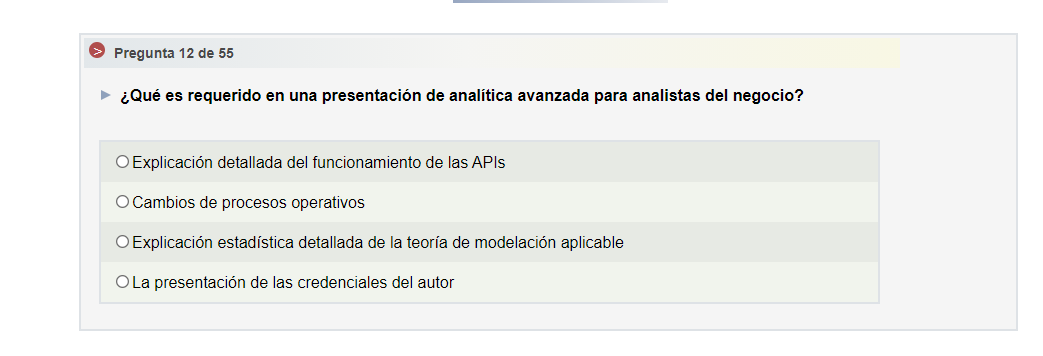 Pregunta 12 de 55
¿Qué es requerido en una presentación de analítica avanzada para analistas del negocio?
Explicación detallada del funcionamiento de las APIs
Cambios de procesos operativos
Explicación estadística detallada de la teoría de modelación aplicable
La presentación de las credenciales del autor